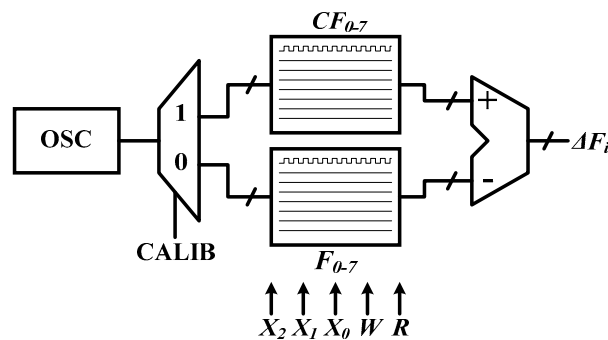 CF₀₋₇
OSC
1
0
+
-
ΔFᵢ
CALIB
F₀₋₇
X₂ X₁ X₀ W R